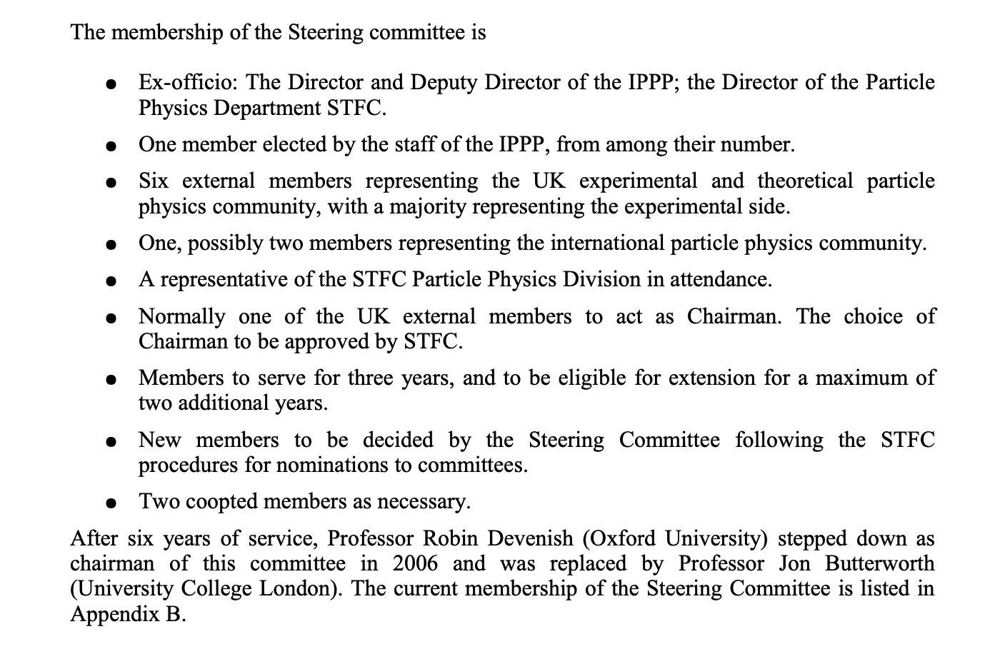 The membership of the Steering committee is
● Ex-officio: The Director and Deputy Director of the IPPP; the Director of the Particle
Physics Department STFC.
● One member elected by the staff of the IPPP, from among their number.
● Six external members representing the UK experimental and theoretical particle
physics community, with a majority representing the experimental side.
● One, possibly two members representing the international particle physics community.
● A representative of the STFC Particle Physics Division in attendance.
● Normally one of the UK external members to act as Chairman. The choice of
Chairman to be approved by STFC.
● Members to serve for three years, and to be eligible for extension for a maximum of
two additional years.
● New members to be decided by the Steering Committee following the STFC
procedures for nominations to committees.
● Two coopted members as necessary.
After six years of service, Professor Robin Devenish (Oxford University) stepped down as
chairman of this committee in 2006 and was replaced by Professor Jon Butterworth
(University College London). The current membership of the Steering Committee is listed in
Appendix B.